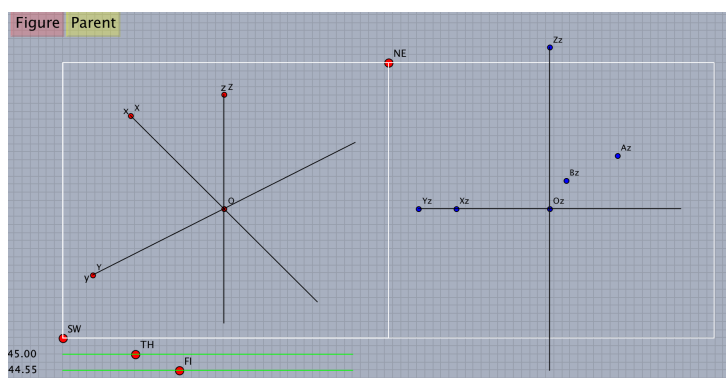 Figure Parent
NE
Zz
z Z
x X
Az
Bz
O
Yz Xz Oz
y Y
SW
TH
45.00
FI
44.55